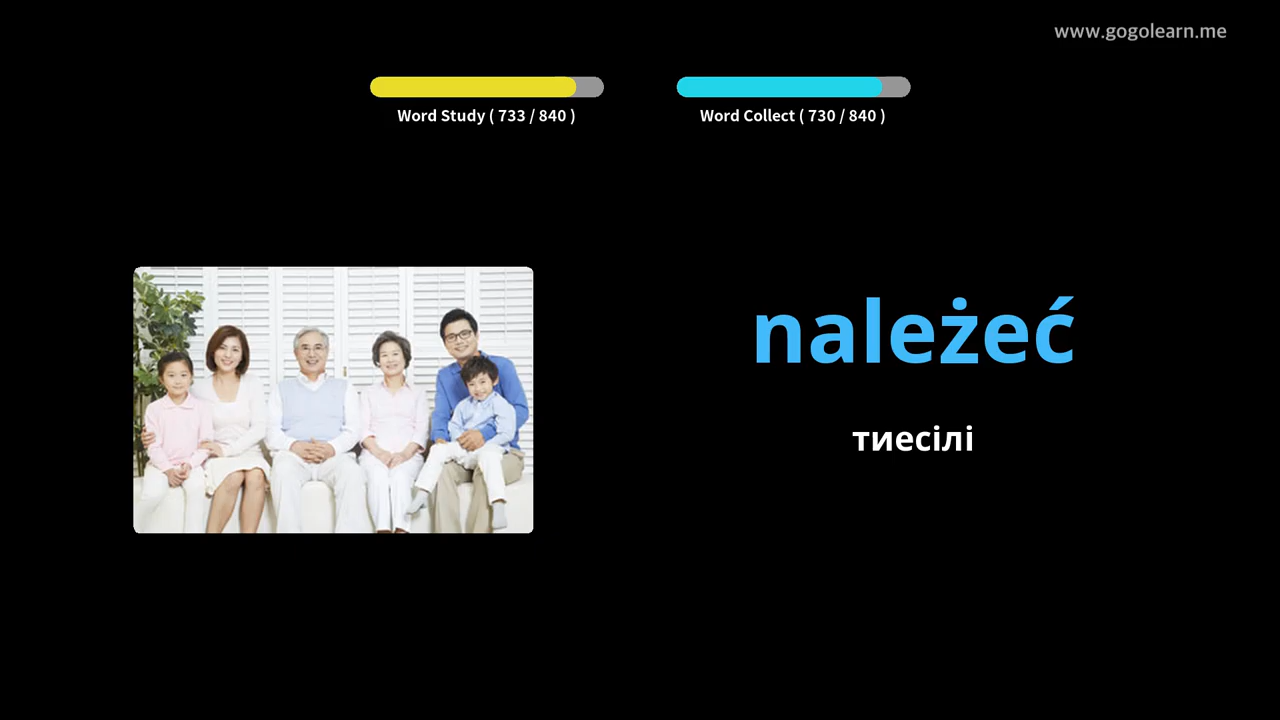 www.gogolearn.me
Word Study ( 733 / 840 )
Word Collect ( 730 / 840 )
należeć
тиесілі